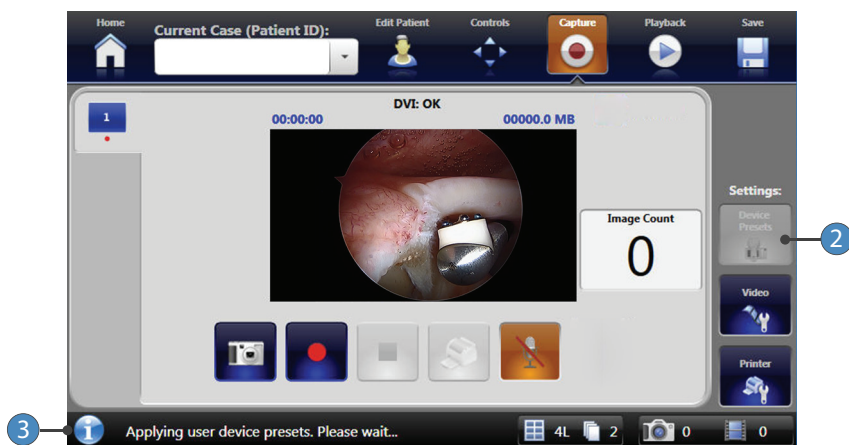 Home
Current Case (Patient ID):
Edit Patient
Controls
Capture
Playback
Save
1
DVI: OK
00:00:00
00000.0 MB
Image Count
0
Settings:
Device
Presets
2
Video
Printer
3
Applying user device presets. Please wait...
4L
2
0
0